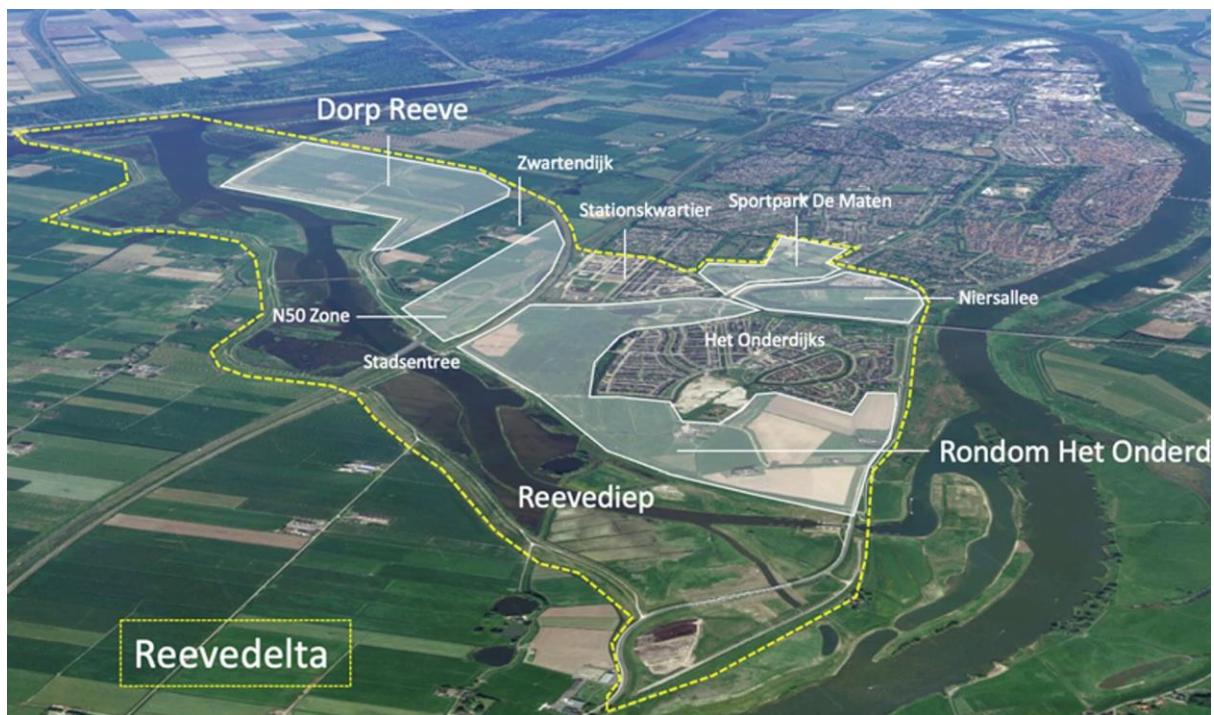 Dorp Reeve
Zwartendijk
Stationskwartier
Sportpark De Maten
Niersallee
N50 Zone
Stadsentree
Het Onderdijks
Rondom Het Onderd
Reevediep
Reevedelta